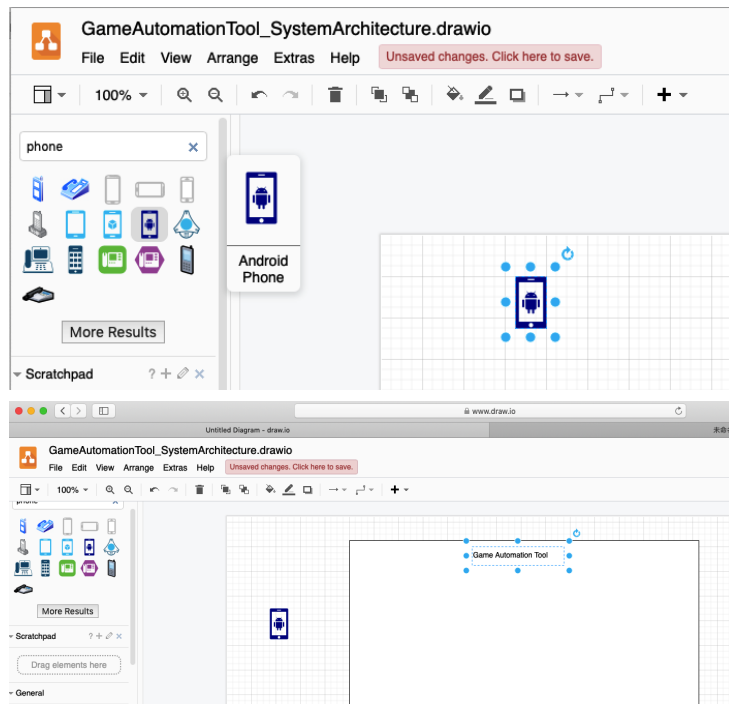 GameAutomationTool_SystemArchitecture.drawio
File Edit View Arrange Extras Help Unsaved changes. Click here to save.
100%
phone
Android
Phone
More Results
Scratchpad ?
www.draw.io
Untitled Diagram - draw.io
GameAutomationTool_SystemArchitecture.drawio
File Edit View Arrange Extras Help Unsaved changes. Click here to save.
100%
phone
Game Automation Tool
More Results
Scratchpad ?
Drag elements here
General